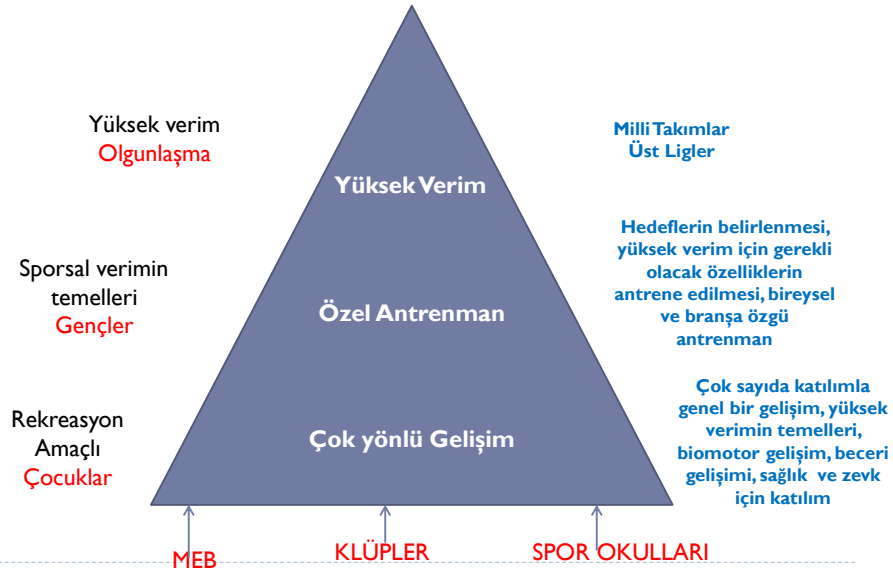 Yüksek verim
Olgunlaşma
Yüksek Verim
Milli Takımlar
Üst Ligler
Sporsal verimin
temelleri
Gençler
Özel Antrenman
Hedeflerin belirlenmesi,
yüksek verim için gerekli
olacak özelliklerin
antrene edilmesi, bireysel
ve branşa özgü
antrenman
Rekreasyon
Amaçlı
Çocuklar
Çok yönlü Gelişim
Çok sayıda katılımla
genel bir gelişim, yüksek
verimin temelleri,
biomotor gelişim, beceri
gelişimi, sağlık ve zevk
için katılım
MEB
KLÜPLER
SPOR OKULLARI